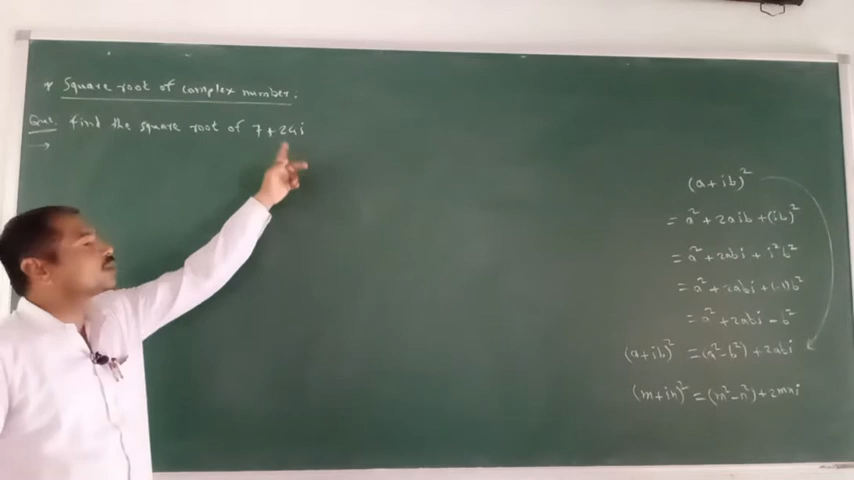 * Square root of complex number:
Que: find the square root of 7+24i
→
(a+ib)²
= a² + 2aib + (ib)²
= a² + 2abi + i²b²
= a² + 2abi + (-1) b²
= a² + 2abi - b²
(a+ib)² = (a²-b²) + 2abi
(m+in)² = (m²-n²) + 2mni